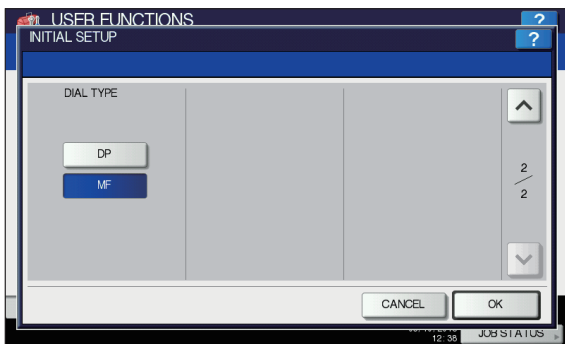 USER FUNCTIONS
?
INITIAL SETUP
?
DIAL TYPE
DP
MF
2
2
CANCEL
OK
12: 38
JOB STATUS